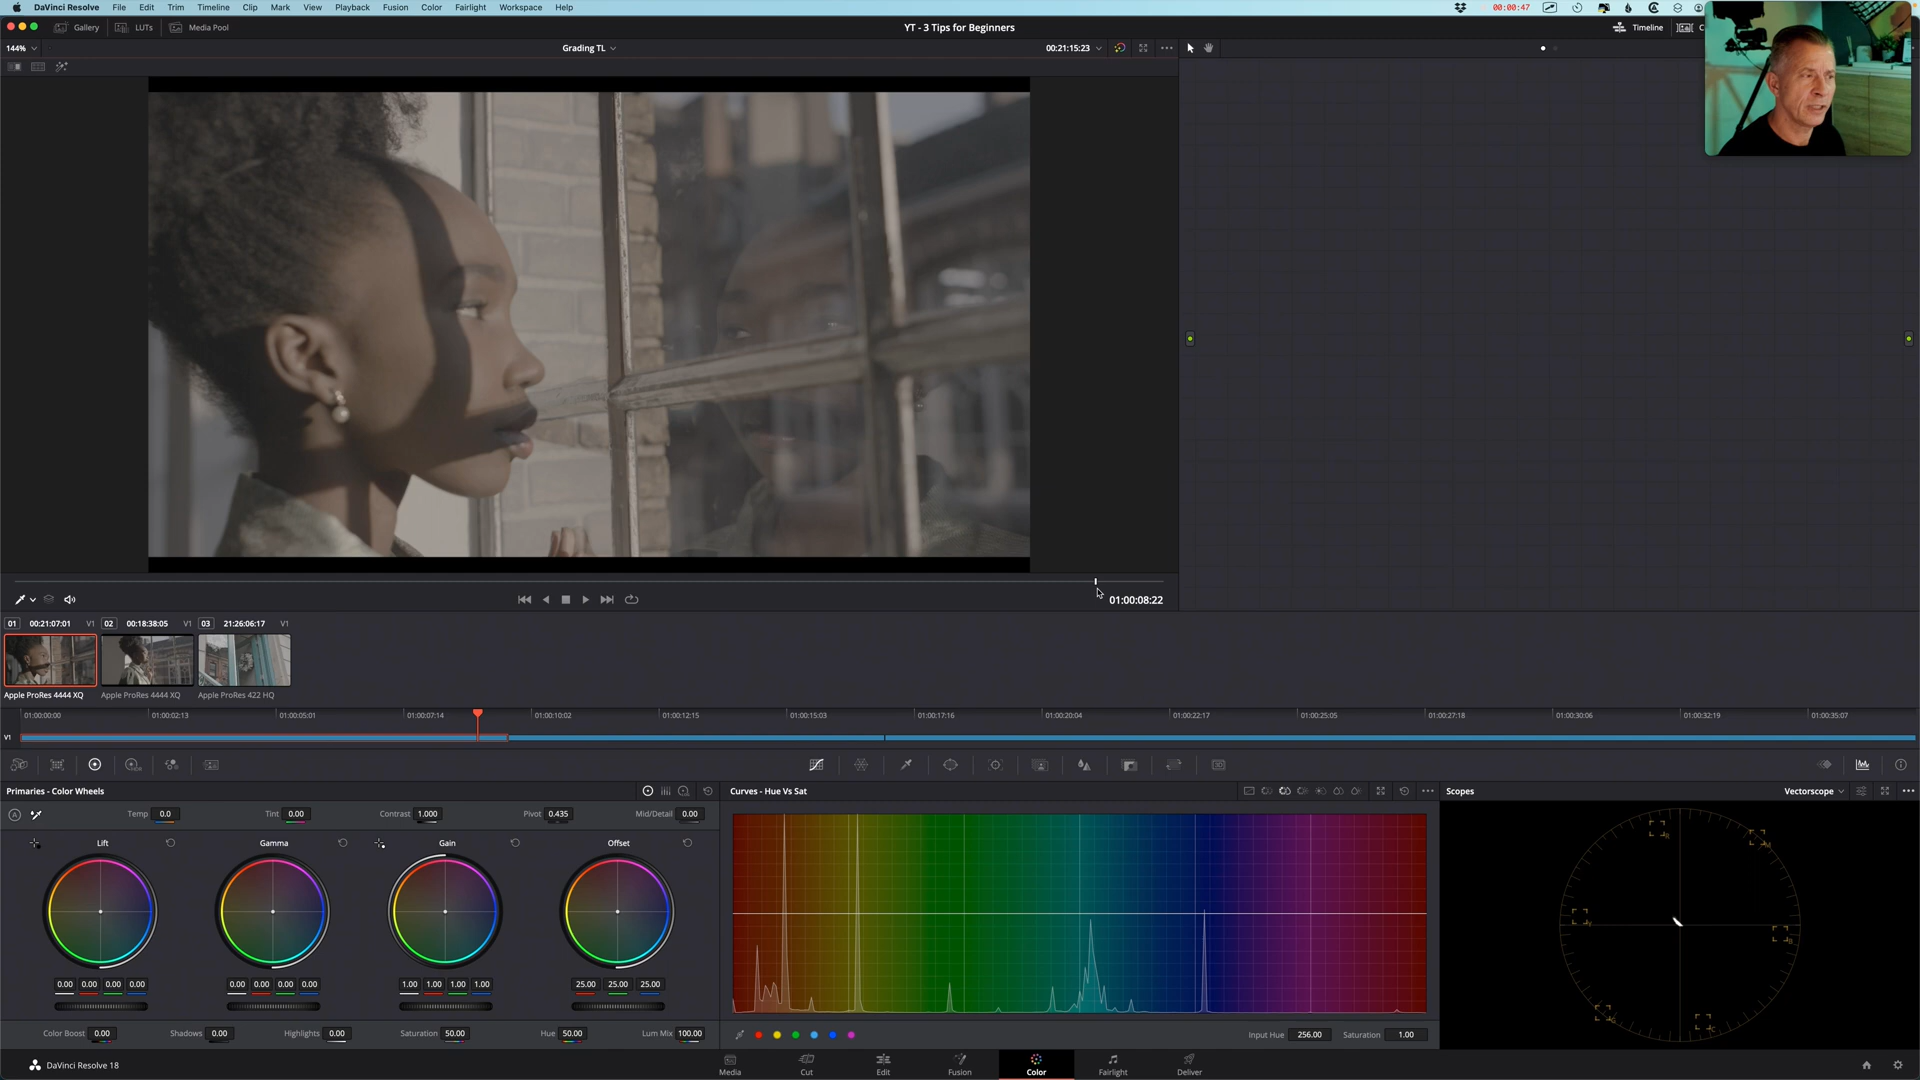 DaVinci Resolve File Edit Trim Timeline Clip Mark View Playback Fusion Color Fairlight Workspace Help 00:00:47
Gallery LUTs Media Pool YT - 3 Tips for Beginners Timeline
144% Grading TL 00:21:15:23
01:00:08:22
01 00:21:07:01 V1 02 00:18:38:05 V1 03 21:26:06:17 V1
Apple ProRes 4444 XQ Apple ProRes 4444 XQ Apple ProRes 422 HQ
01:00:00:00 01:00:02:13 01:00:05:01 01:00:07:14 01:00:10:02 01:00:12:15 01:00:15:03 01:00:17:16 01:00:20:04 01:00:22:17 01:00:25:05 01:00:27:18 01:00:30:06 01:00:32:19 01:00:35:07
V1
Primaries - Color Wheels Curves - Hue Vs Sat Scopes Vectorscope
A Temp 0.0 Tint 0.00 Contrast 1.000 Pivot 0.435 Mid/Detail 0.00
Lift Gamma Gain Offset
0.00 0.00 0.00 0.00 0.00 0.00 0.00 0.00 1.00 1.00 1.00 1.00 25.00 25.00 25.00
Color Boost 0.00 Shadows 0.00 Highlights 0.00 Saturation 50.00 Hue 50.00 Lum Mix 100.00 Input Hue 256.00 Saturation 1.00
DaVinci Resolve 18 Media Cut Edit Fusion Color Fairlight Deliver